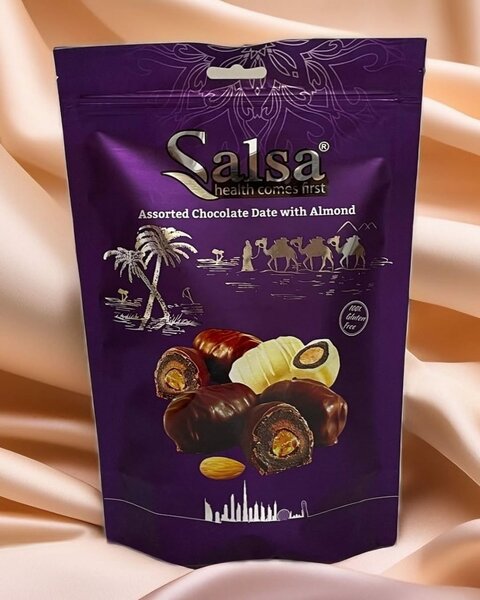 Salsa®
health comes first
Assorted Chocolate Date with Almond
100%
Gluten
Free